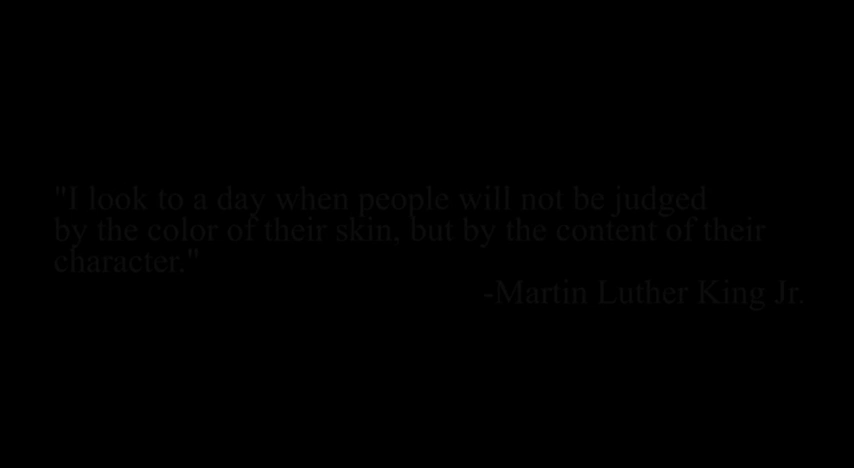 "I look to a day when people will not be judged
by the color of their skin, but by the content of their
character."
-Martin Luther King Jr.